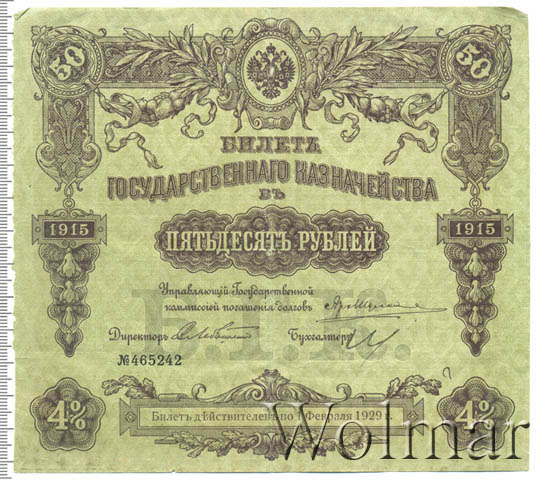 50
50
БИЛЕТЪ
ГОСУДАРСТВЕННАГО КАЗНАЧЕЙСТВА
ВЪ
1915
ПЯТЬДЕСЯТЪ РУБЛЕЙ
1915
Управляющій Государственной
коммиссіей погашенія долговъ
Директоръ
Бухгалтеръ
№465242
Б.Г.К.
4%
Билетъ дѣйствителенъ по 1 Февраля 1929 г.
4%
Wolmar